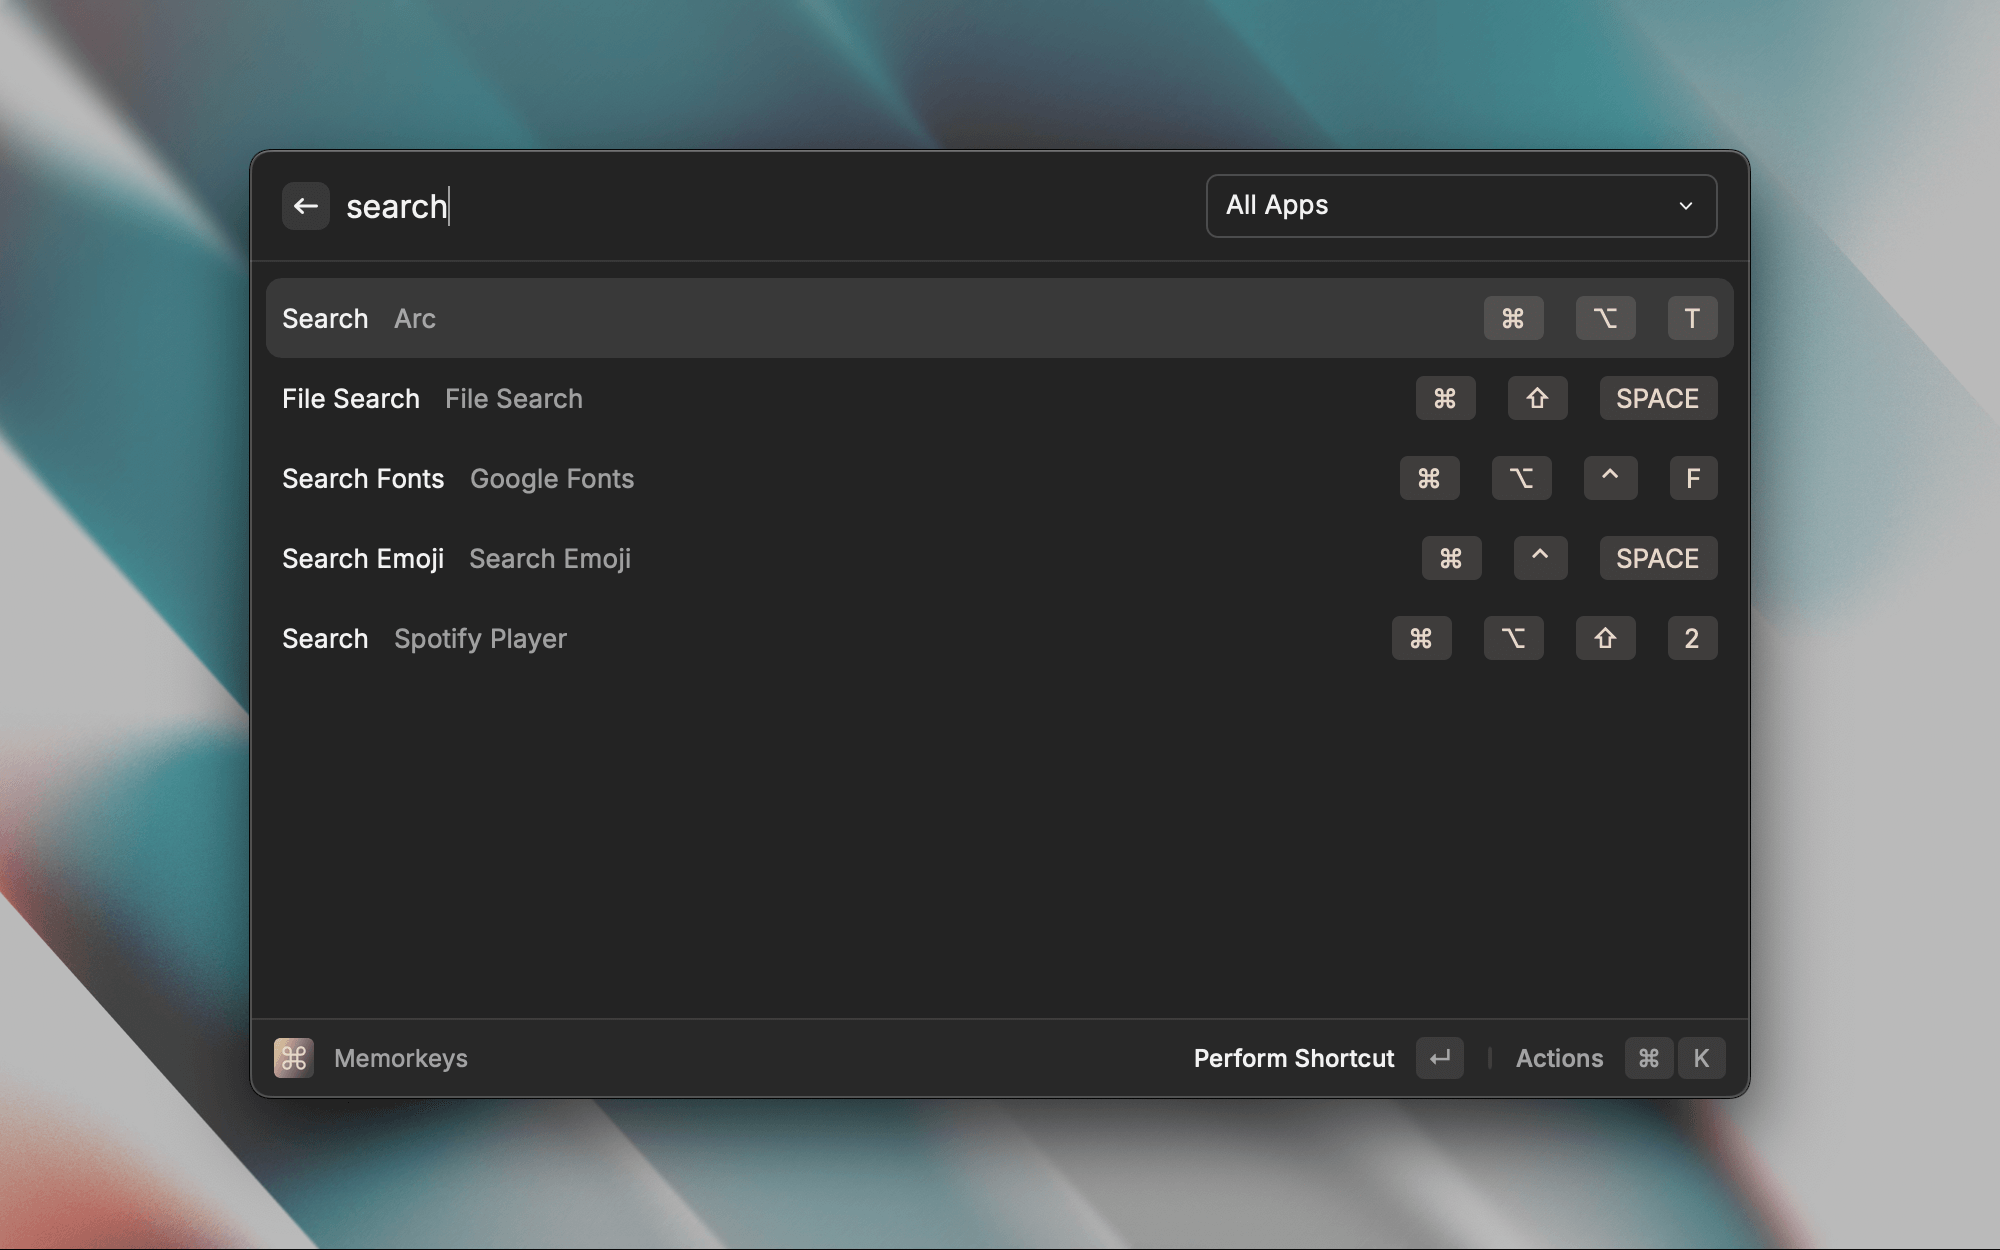 search
All Apps
Search Arc ⌘ ⌥ T
File Search File Search ⌘ ⇧ SPACE
Search Fonts Google Fonts ⌘ ⌥ ^ F
Search Emoji Search Emoji ⌘ ^ SPACE
Search Spotify Player ⌘ ⌥ ⇧ 2
Memorkeys Perform Shortcut ↵ Actions ⌘ K